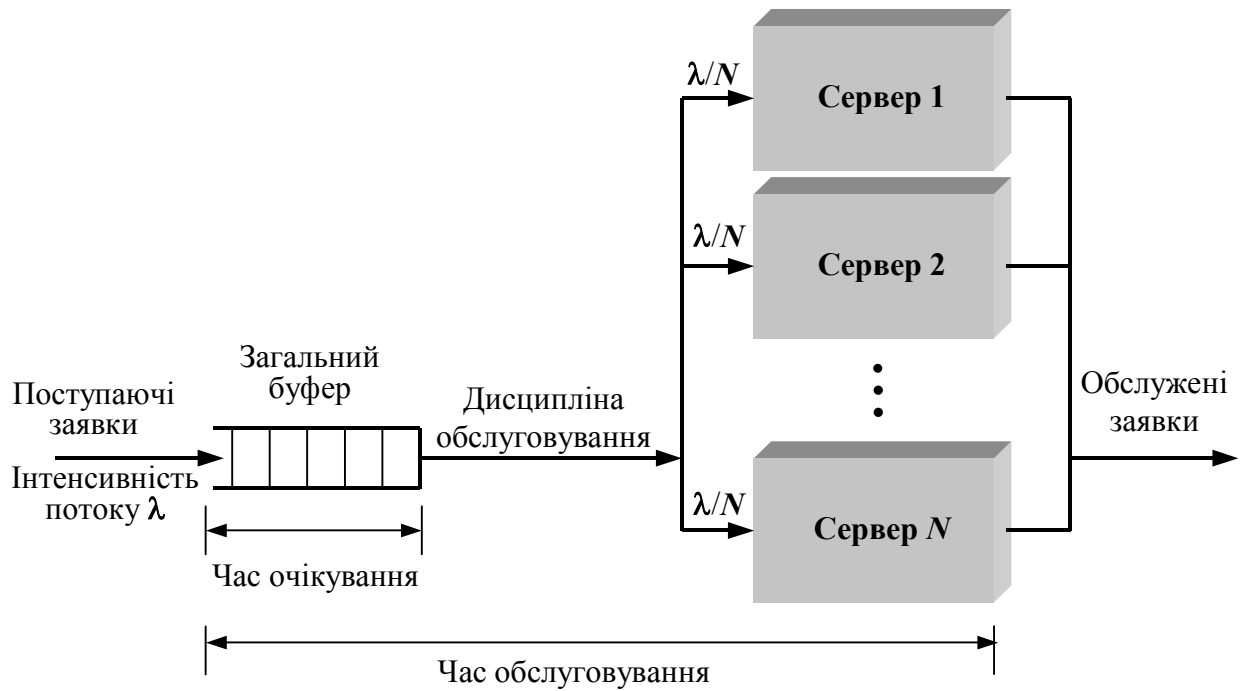 λ/N
Сервер 1
λ/N
Сервер 2
Загальний
буфер
Поступаючі
заявки
Дисципліна
обслуговування
Обслужені
заявки
Інтенсивність
потоку λ
λ/N
Сервер N
Час очікування
Час обслуговування